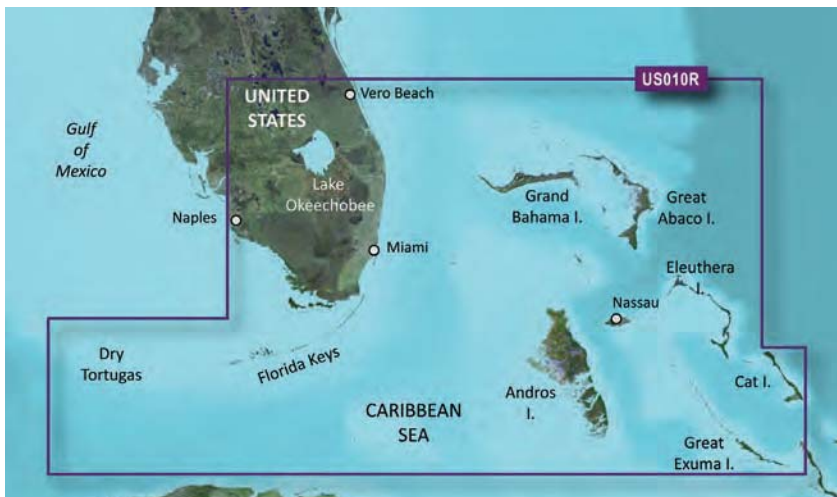 US010R
UNITED
STATES
Vero Beach
Gulf
of
Mexico
Lake
Okeechobee
Grand
Bahama I.
Great
Abaco I.
Naples
Miami
Eleuthera
I.
Nassau
Dry
Tortugas
Florida Keys
Andros
I.
Cat I.
CARIBBEAN
SEA
Great
Exuma I.